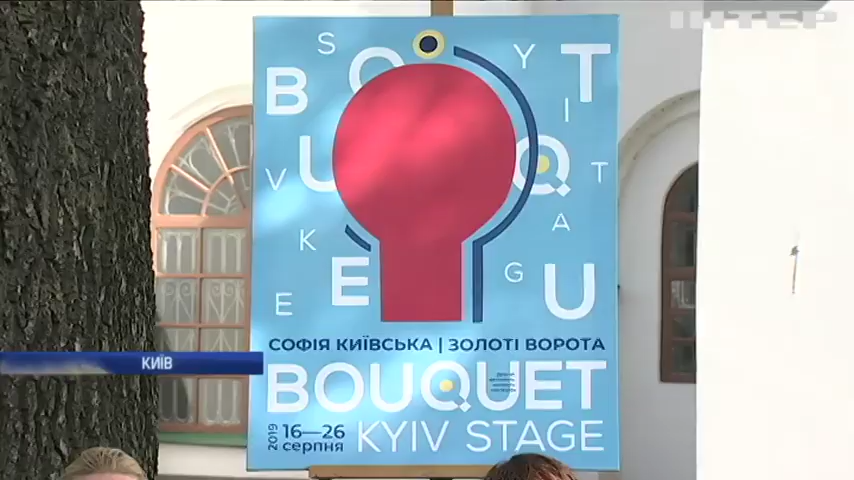 ІНТЕР
S Y
B O T
I
V U Q T
K A
E E G U
СОФІЯ КИЇВСЬКА | ЗОЛОТІ ВОРОТА
КИЇВ
BOUQUET
2019 16—26 серпня
KYIV STAGE